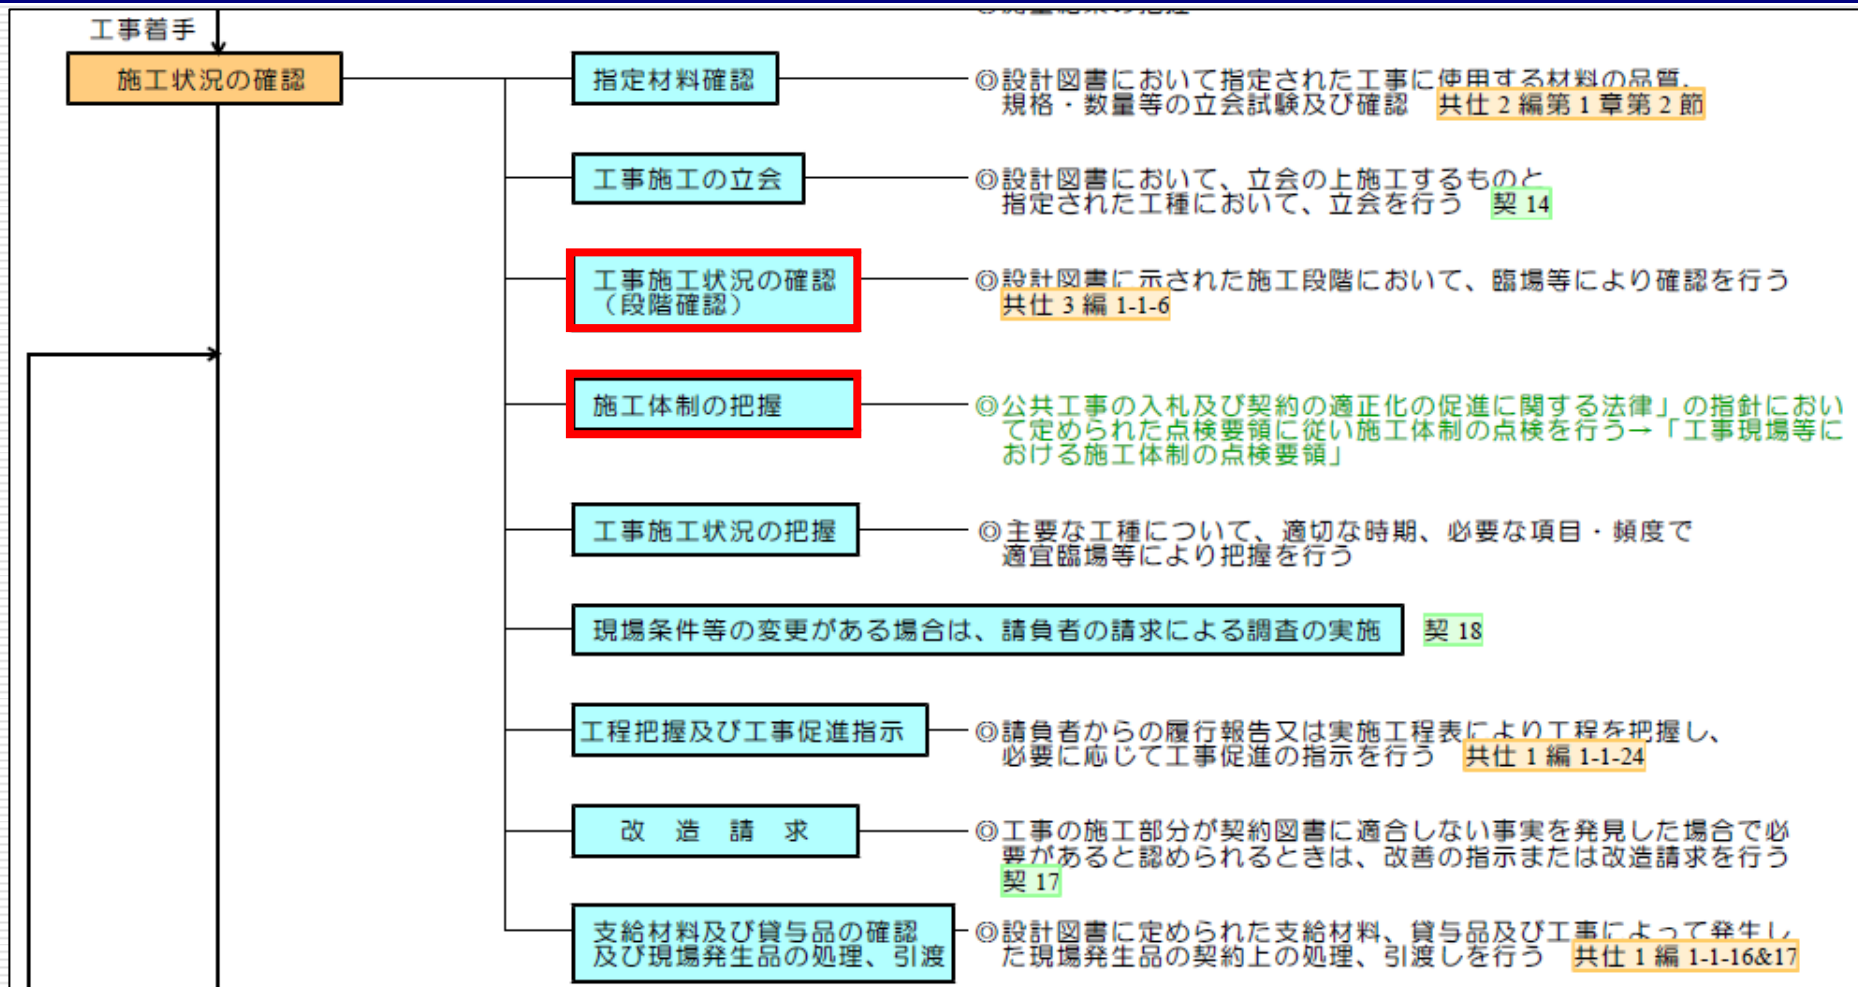 工事着手
施工状況の確認
指定材料確認
◎設計図書において指定された工事に使用する材料の品質、
規格・数量等の立会試験及び確認 共仕2編第1章第2節
工事施工の立会
◎設計図書において、立会の上施工するものと
指定された工種において、立会を行う 契14
工事施工状況の確認
（段階確認）
◎設計図書に示された施工段階において、臨場等により確認を行う
共仕3編1-1-6
施工体制の把握
◎公共工事の入札及び契約の適正化の促進に関する法律」の指針におい
て定められた点検要領に従い施工体制の点検を行う→「工事現場等に
おける施工体制の点検要領」
工事施工状況の把握
◎主要な工種について、適切な時期、必要な項目・頻度で
適宜臨場等により把握を行う
現場条件等の変更がある場合は、請負者の請求による調査の実施 契18
工程把握及び工事促進指示
◎請負者からの履行報告又は実施工程表により工程を把握し、
必要に応じて工事促進の指示を行う 共仕1編1-1-24
改造請求
◎工事の施工部分が契約図書に適合しない事実を発見した場合で必
要があると認められるときは、改善の指示または改造請求を行う
契17
支給材料及び貸与品の確認
及び現場発生品の処理、引渡
◎設計図書に定められた支給材料、貸与品及び工事によって発生し
た現場発生品の契約上の処理、引渡しを行う 共仕1編1-1-16&17